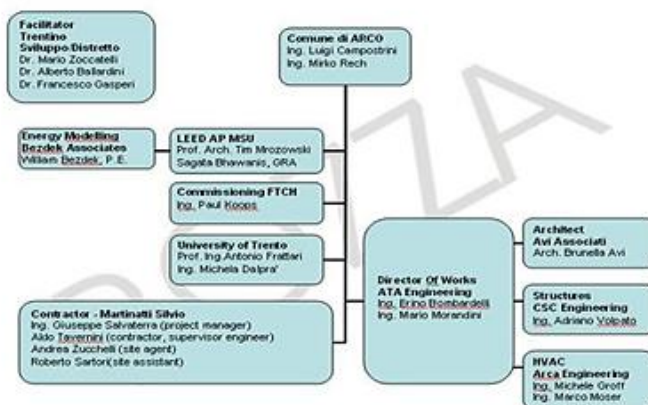 Facilitator
Trentino
Sviluppo/Distretto
Dr. Mario Zoccatelli
Dr. Alberto Ballardini
Dr. Francesco Gasperi
Comune di ARCO
Ing. Luigi Campostrini
Ing. Mirko Rech
Energy Modelling
Bezdek Associates
William Bezdek, P.E.
LEED AP MSU
Prof. Arch. Tim Mrozowski
Sagata Bhawanis, GRA
Commissioning FTCH
Ing. Paul Koops
University of Trento
Prof. Ing.Antonio Frattari
Ing. Michela Dalpra'
Contractor - Martinatti Silvio
Ing. Giuseppe Salvaterra (project manager)
Aldo Tavernini (contractor, supervisor engineer)
Andrea Zucchelli (site agent)
Roberto Sartori(site assistant)
Director Of Works
ATA Engineering
Ing. Erino Bombardelli
Ing. Mario Morandini
Architect
Avi Associati
Arch. Brunella Avi
Structures
CSC Engineering
Ing. Adriano Volpato
HVAC
Arca Engineering
Ing. Michele Groff
Ing. Marco Moser